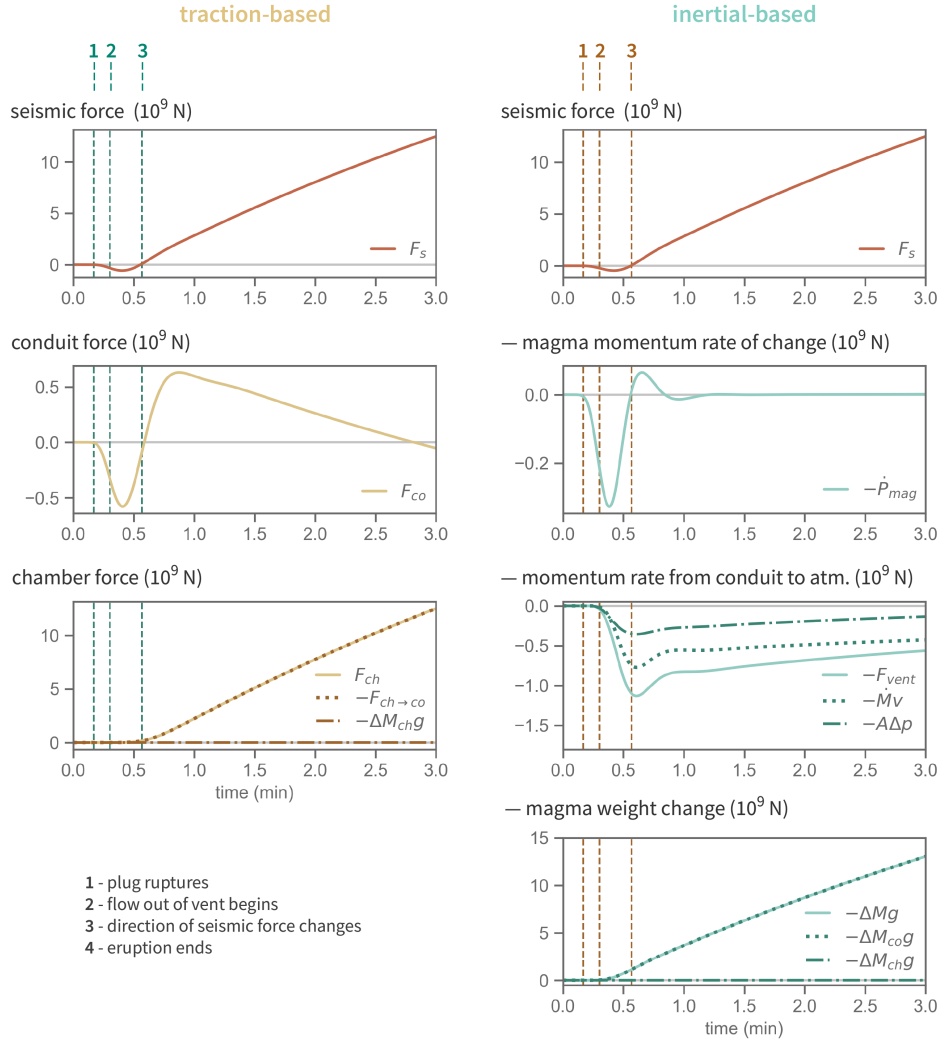 traction-based
1 2 3
seismic force (10⁹ N)
10
5
0
F_s
0.0 0.5 1.0 1.5 2.0 2.5 3.0
conduit force (10⁹ N)
0.5
0.0
−0.5
F_co
0.0 0.5 1.0 1.5 2.0 2.5 3.0
chamber force (10⁹ N)
10
5
0
F_ch
−F_ch→co
−ΔM_ch g
0.0 0.5 1.0 1.5 2.0 2.5 3.0
time (min)
1 - plug ruptures
2 - flow out of vent begins
3 - direction of seismic force changes
4 - eruption ends
inertial-based
1 2 3
seismic force (10⁹ N)
10
5
0
F_s
0.0 0.5 1.0 1.5 2.0 2.5 3.0
— magma momentum rate of change (10⁹ N)
0.0
−0.2
−Ṗ_mag
0.0 0.5 1.0 1.5 2.0 2.5 3.0
— momentum rate from conduit to atm. (10⁹ N)
0.0
−0.5
−1.0
−1.5
−F_vent
−Ṁv
−AΔp
0.0 0.5 1.0 1.5 2.0 2.5 3.0
— magma weight change (10⁹ N)
15
10
5
0
−ΔMg
−ΔM_co g
−ΔM_ch g
0.0 0.5 1.0 1.5 2.0 2.5 3.0
time (min)